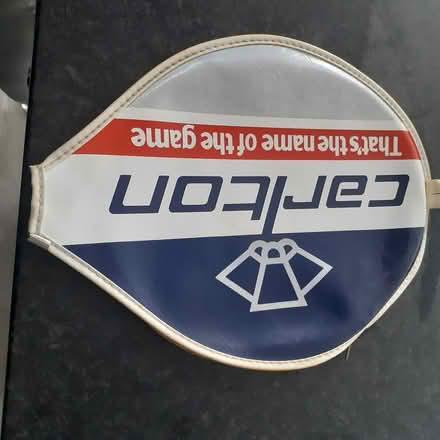 carlton
That's the name of the game